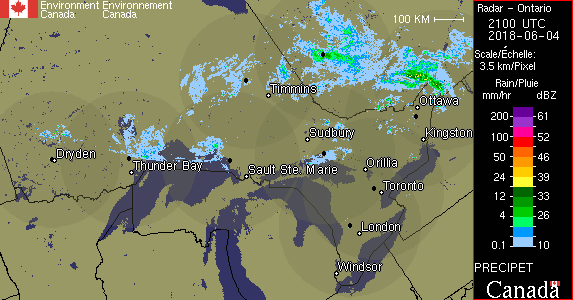 Environment Environnement
Canada Canada
100 KM
Timmins
Ottawa
Sudbury
Kingston
Dryden
Thunder Bay
Sault Ste. Marie
Orillia
Toronto
London
Windsor
Radar - Ontario
2100 UTC
2018-06-04
Scale/Échelle:
3.5 km/Pixel
Rain/Pluie
mm/hr dBZ
200 61
100 52
50 46
24 39
12 33
4 26
0.1 10
PRECIPET
Canada